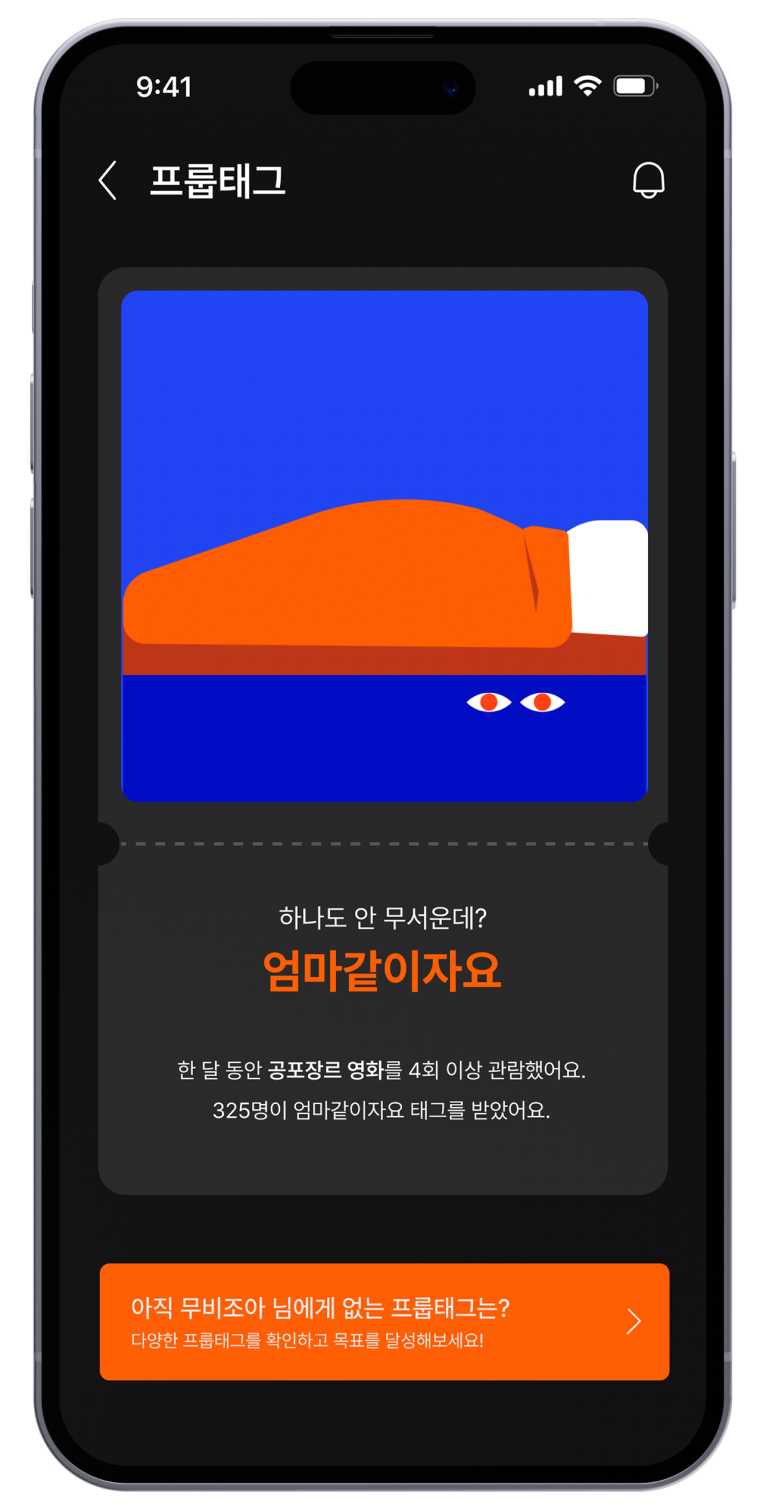 9:41
프룹태그
하나도 안 무서운데?
엄마같이자요
한 달 동안 공포장르 영화를 4회 이상 관람했어요.
325명이 엄마같이자요 태그를 받았어요.
아직 무비조아 님에게 없는 프룹태그는?
다양한 프룹태그를 확인하고 목표를 달성해보세요!